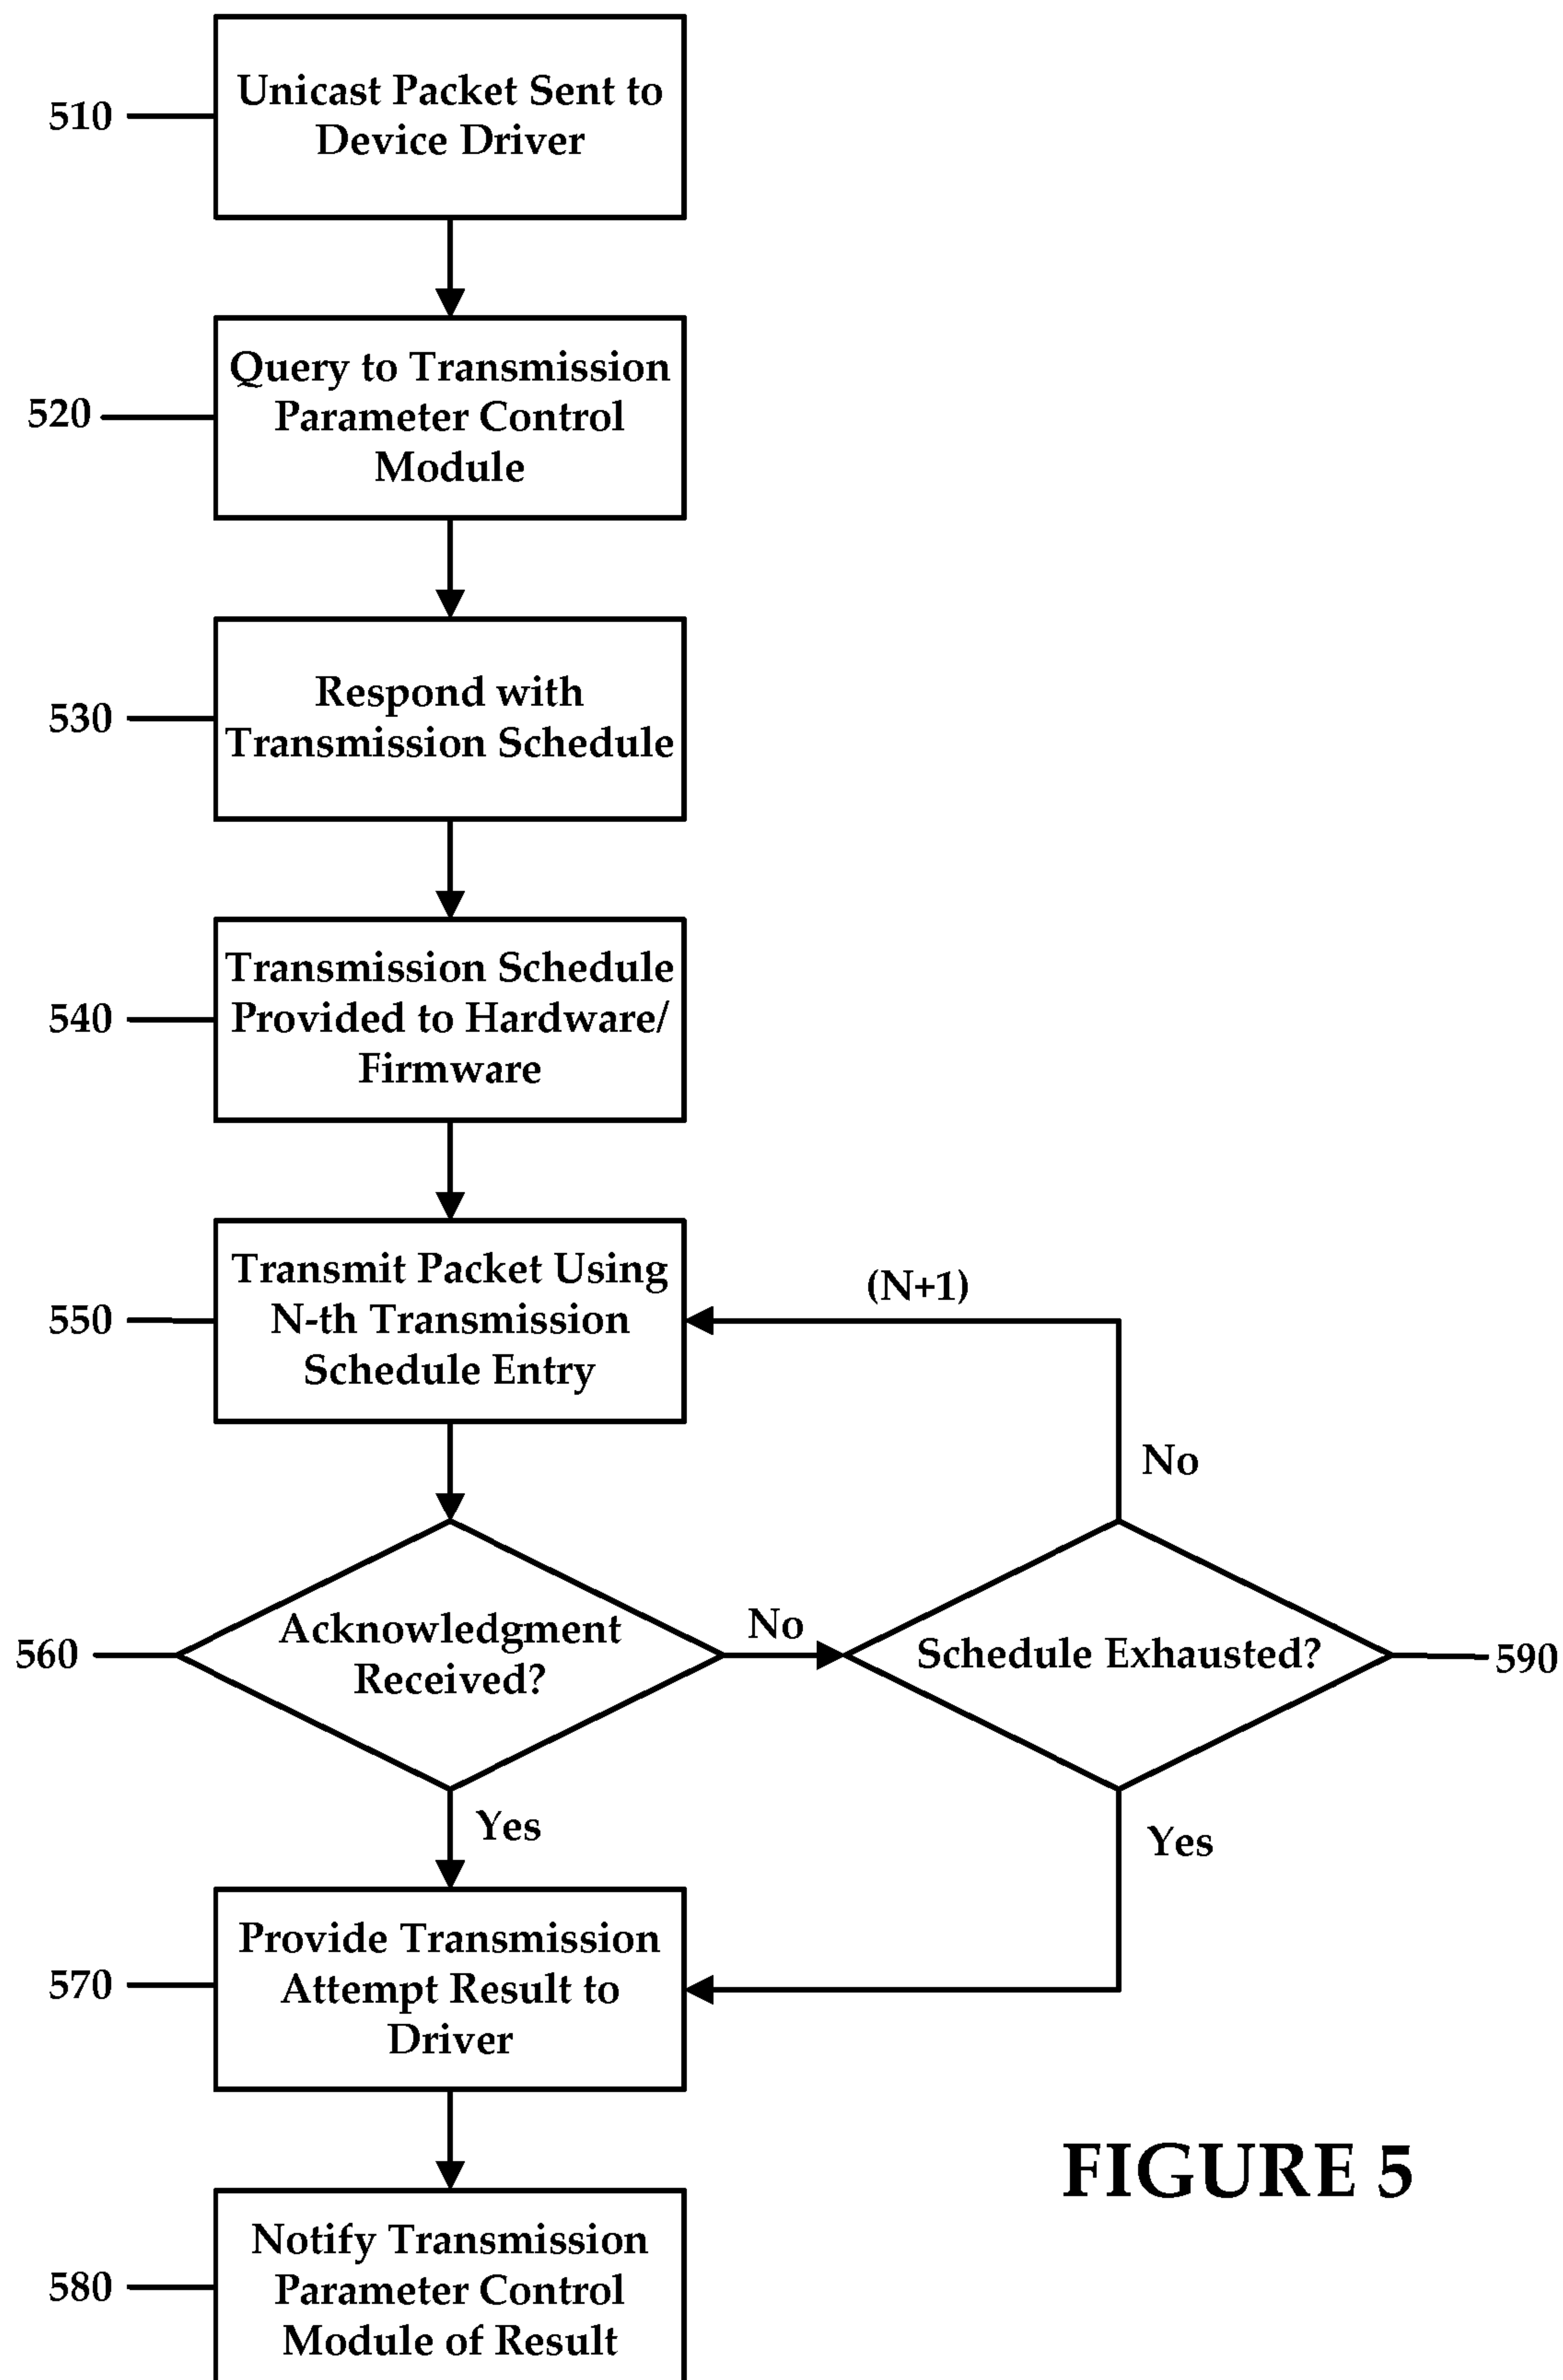 510
Unicast Packet Sent to
Device Driver
520
Query to Transmission
Parameter Control
Module
530
Respond with
Transmission Schedule
540
Transmission Schedule
Provided to Hardware/
Firmware
550
Transmit Packet Using
N-th Transmission
Schedule Entry
(N+1)
No
560
Acknowledgment
Received?
No
Schedule Exhausted?
590
Yes
Yes
570
Provide Transmission
Attempt Result to
Driver
580
Notify Transmission
Parameter Control
Module of Result
FIGURE 5